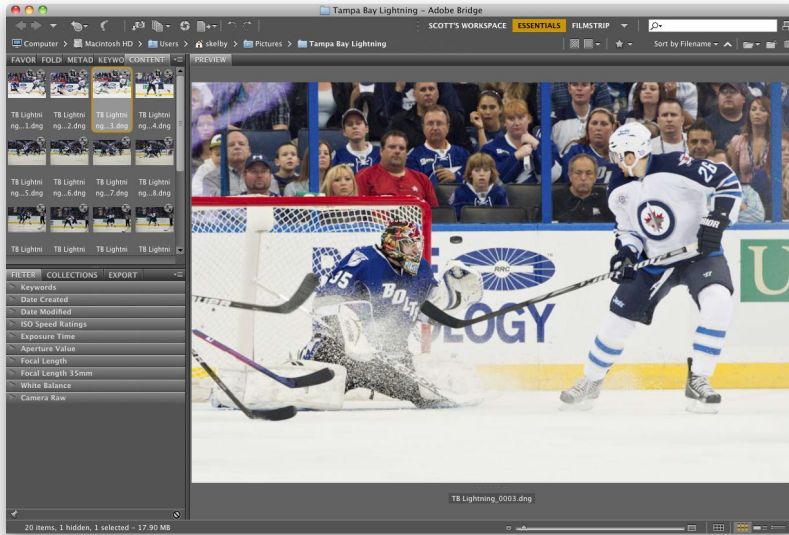 Tampa Bay Lightning – Adobe Bridge
SCOTT'S WORKSPACE ESSENTIALS FILMSTRIP
Computer > Macintosh HD > Users > skelby > Pictures > Tampa Bay Lightning
Sort by Filename
FAVOR FOLD METAD KEYWO CONTENT
PREVIEW
TB Lightni ng...1.dng
TB Lightni ng...2.dng
TB Lightni ng...3.dng
TB Lightni ng...4.dng
TB Lightni ng...5.dng
TB Lightni ng...6.dng
TB Lightni ng...7.dng
TB Lightni ng...8.dng
TB Lightni TB Lightni TB Lightni TB Lightni
FILTER COLLECTIONS EXPORT
Keywords
Date Created
Date Modified
ISO Speed Ratings
Exposure Time
Aperture Value
Focal Length
Focal Length 35mm
White Balance
Camera Raw
26
35
BOLTS
RRC
LOGY
U
TB Lightning_0003.dng
20 items, 1 hidden, 1 selected – 17.90 MB